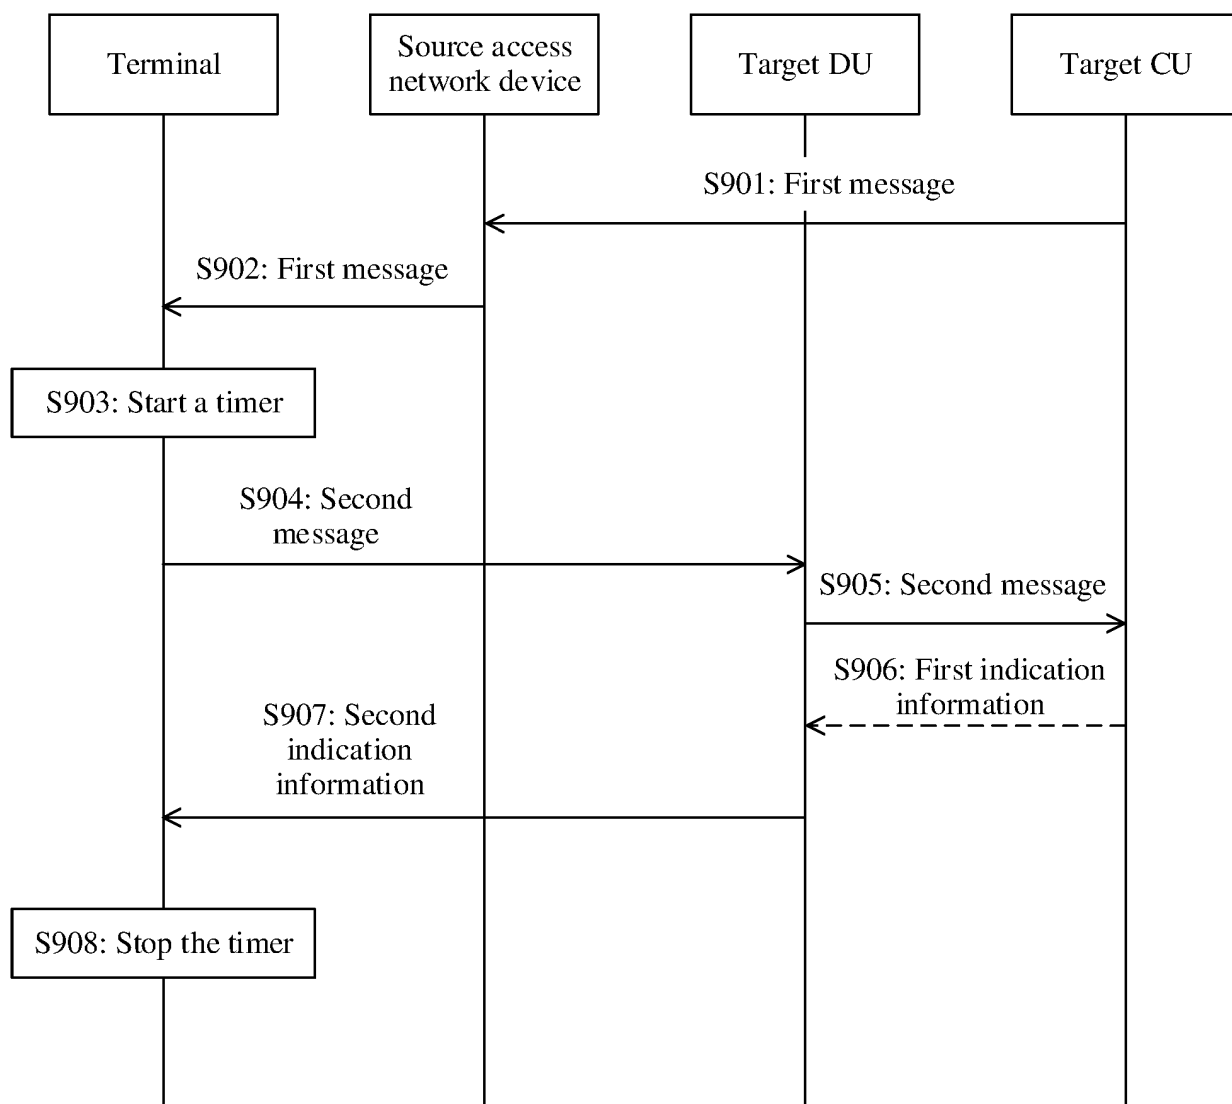 Terminal
Source access
network device
Target DU
Target CU
S901: First message
S902: First message
S903: Start a timer
S904: Second
message
S905: Second message
S906: First indication
information
S907: Second
indication
information
S908: Stop the timer